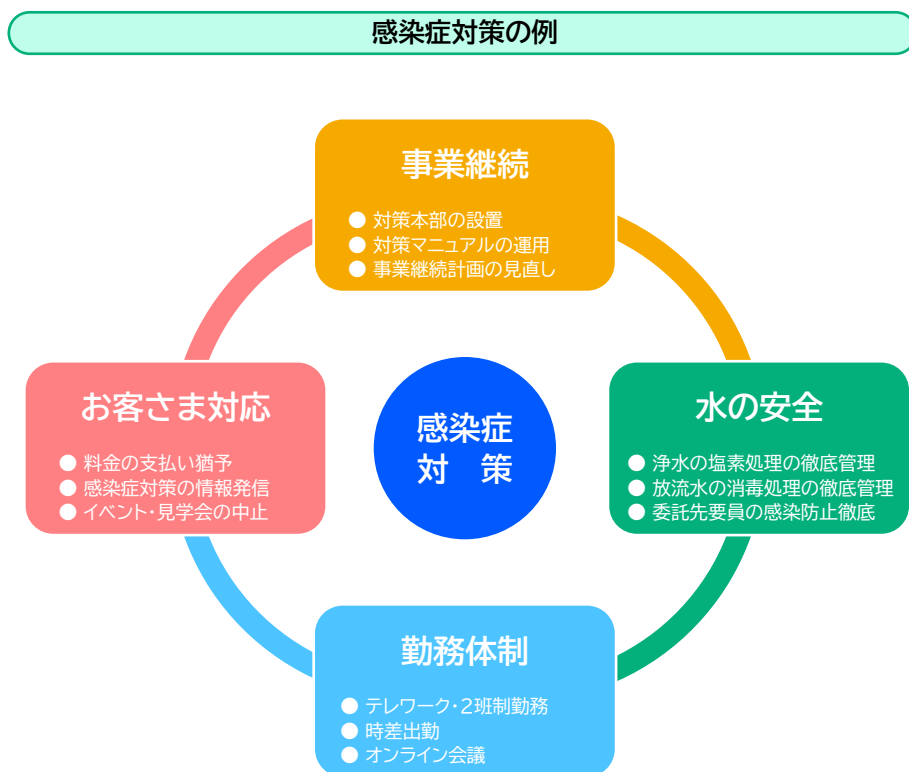 感染症対策の例
事業継続
● 対策本部の設置
● 対策マニュアルの運用
● 事業継続計画の見直し
お客さま対応
● 料金の支払い猶予
● 感染症対策の情報発信
● イベント・見学会の中止
感染症
対　策
水の安全
● 浄水の塩素処理の徹底管理
● 放流水の消毒処理の徹底管理
● 委託先要員の感染防止徹底
勤務体制
● テレワーク・2班制勤務
● 時差出勤
● オンライン会議